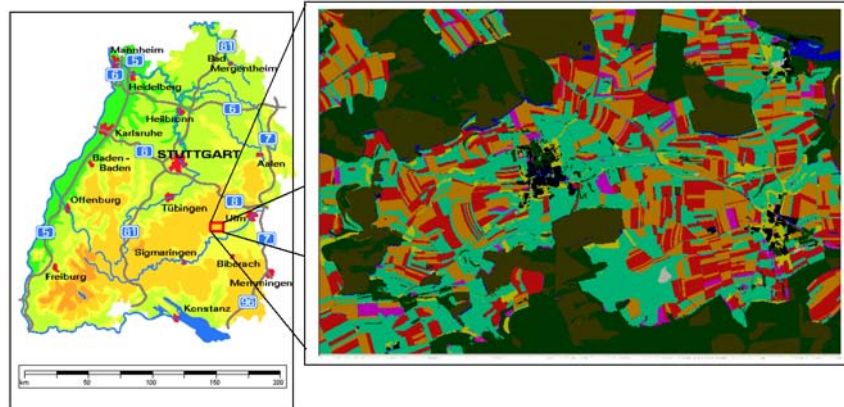 81
Mannheim
5
Bad
Mergentheim
6
Heidelberg
6
Heilbronn
Karlsruhe
7
8
STUTTGART
Baden-
Baden
Aalen
Offenburg
Tübingen
8
Ulm
5
81
7
Sigmaringen
Biberach
Freiburg
Memmingen
96
Konstanz
km
50
100
150
200